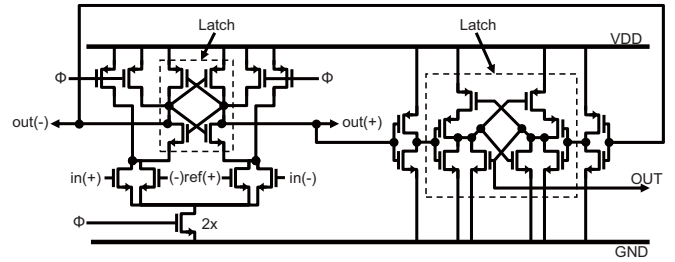 Latch
Latch
VDD
Φ
Φ
out(-)
out(+)
in(+)
(-)ref(+)
in(-)
OUT
Φ
2x
GND